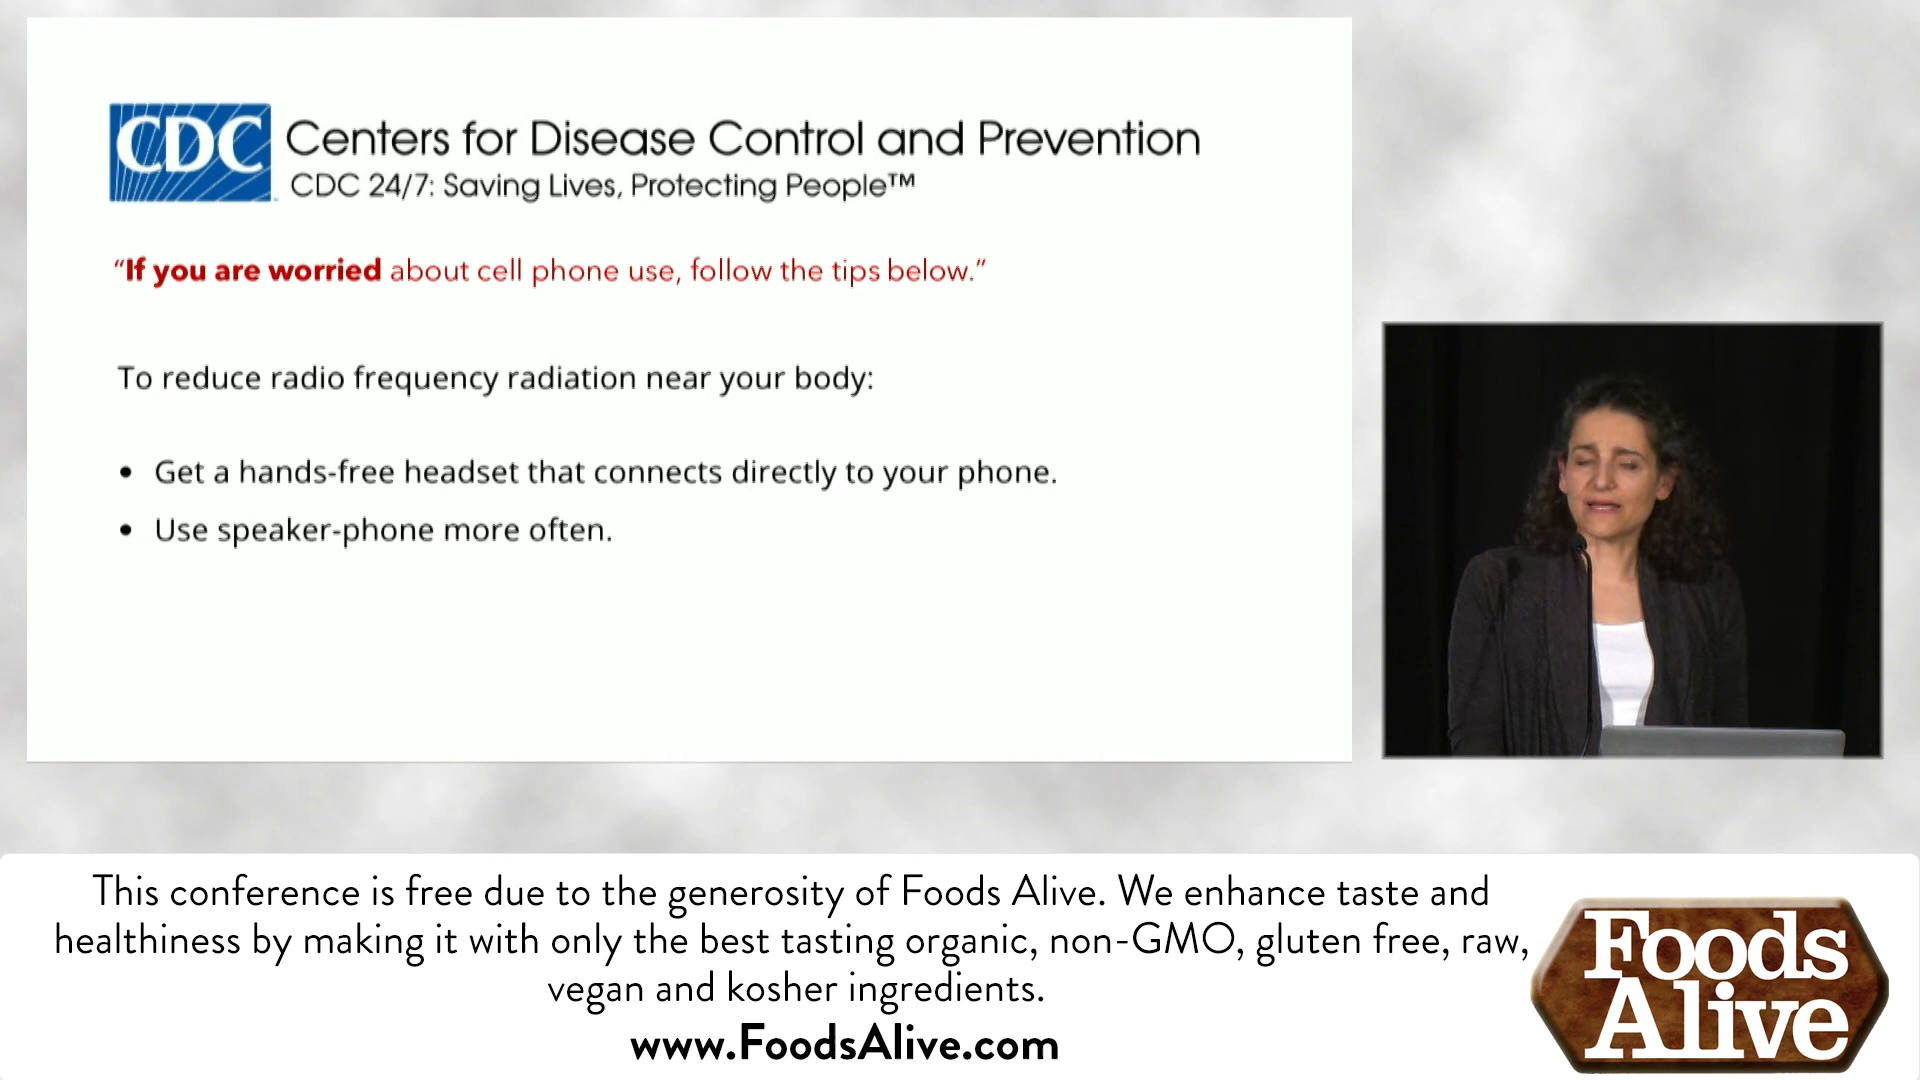 CDC Centers for Disease Control and Prevention
CDC 24/7: Saving Lives, Protecting People™
“If you are worried about cell phone use, follow the tips below.”
To reduce radio frequency radiation near your body:
• Get a hands-free headset that connects directly to your phone.
• Use speaker-phone more often.
This conference is free due to the generosity of Foods Alive. We enhance taste and
healthiness by making it with only the best tasting organic, non-GMO, gluten free, raw,
vegan and kosher ingredients.
www.FoodsAlive.com
Foods
Alive